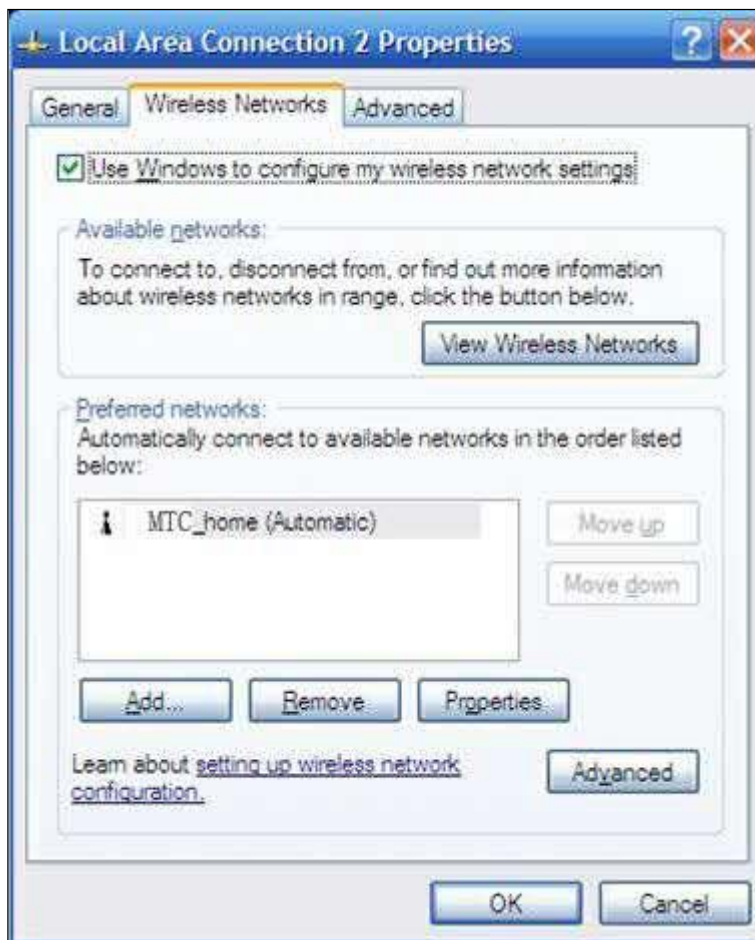 Local Area Connection 2 Properties
General Wireless Networks Advanced
Use Windows to configure my wireless network settings
Available networks:
To connect to, disconnect from, or find out more information
about wireless networks in range, click the button below.
View Wireless Networks
Preferred networks:
Automatically connect to available networks in the order listed
below:
MTC_home (Automatic)
Move up
Move down
Add... Remove Properties
Learn about setting up wireless network
configuration.
Advanced
OK Cancel